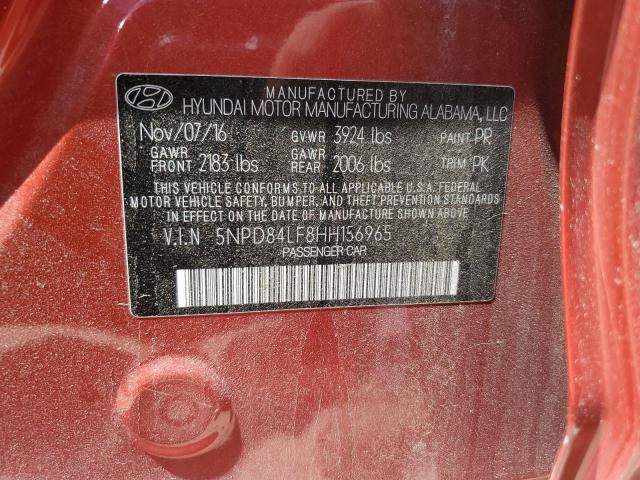 MANUFACTURED BY
HYUNDAI MOTOR MANUFACTURING ALABAMA, LLC
Nov/07/16 GVWR 3924 lbs PAINT PR
GAWR FRONT 2183 lbs GAWR REAR 2006 lbs TRIM PK
THIS VEHICLE CONFORMS TO ALL APPLICABLE U.S.A. FEDERAL
MOTOR VEHICLE SAFETY, BUMPER, AND THEFT PREVENTION STANDARDS
IN EFFECT ON THE DATE OF MANUFACTURE SHOWN ABOVE.
V.I.N 5NPD84LF8HH156965
PASSENGER CAR